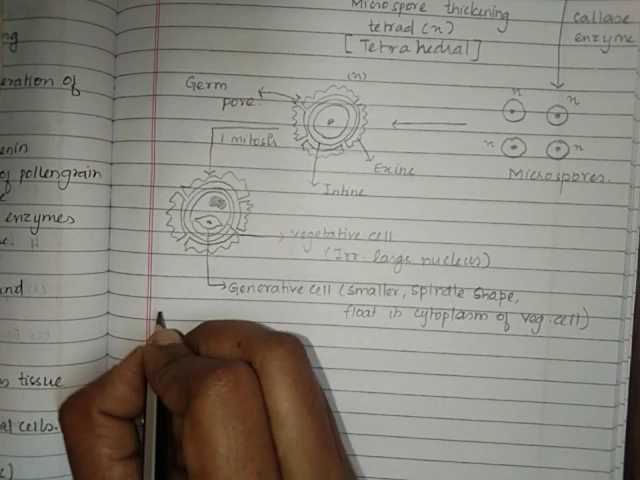 ng
eration of
enin
of pollengrain
enzymes
and
s tissue
al cells.
Microspore thickening
tetrad (n)
[Tetrahedral]
callase
enzyme
Germ
pore.
(n)
n
n
n
n
Microspores.
1 mitosis
Exine
Intine
vegetative cell
(Irr. large nucleus)
Generative cell (smaller, spindle shape,
float in cytoplasm of veg. cell)